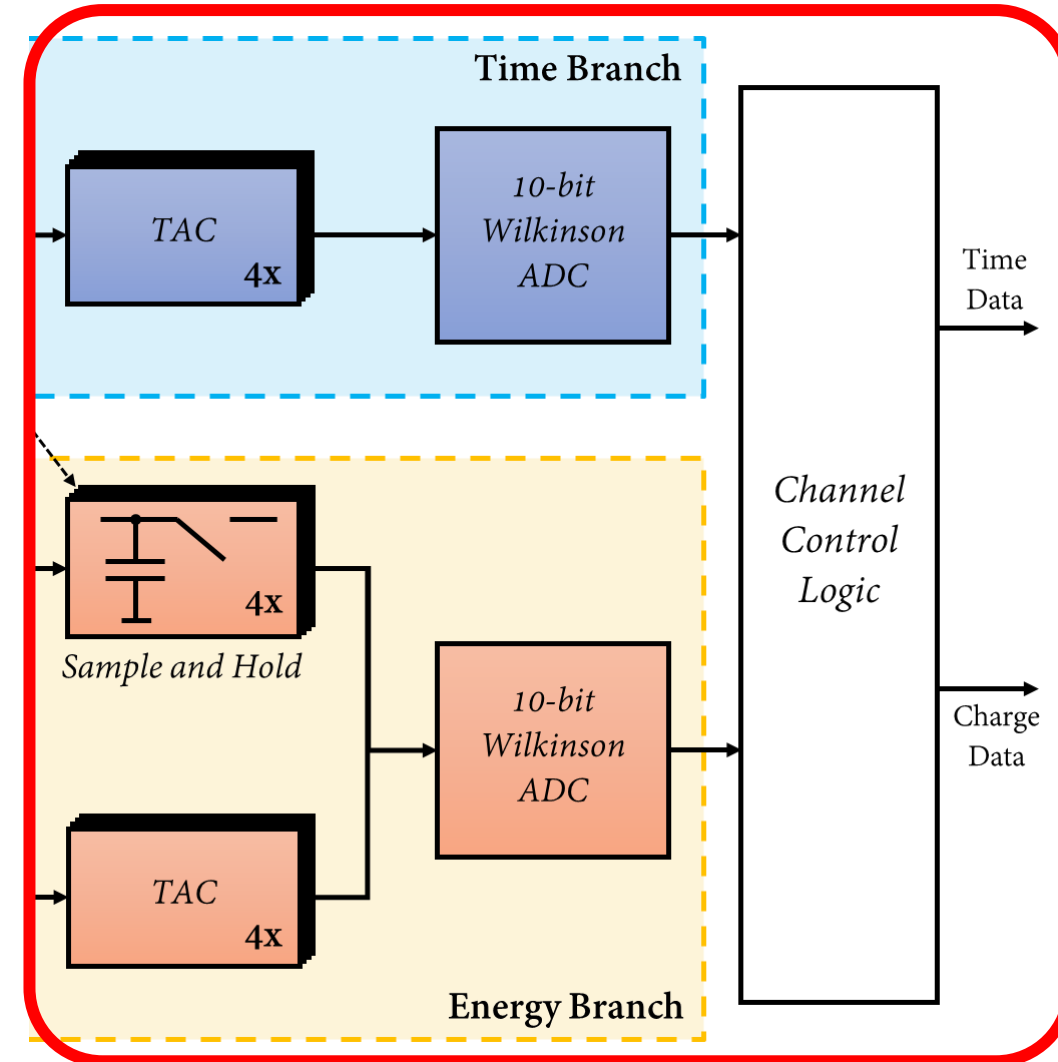 Time Branch
TAC
4x
10-bit
Wilkinson
ADC
Time
Data
4x
Sample and Hold
Channel
Control
Logic
10-bit
Wilkinson
ADC
Charge
Data
TAC
4x
Energy Branch